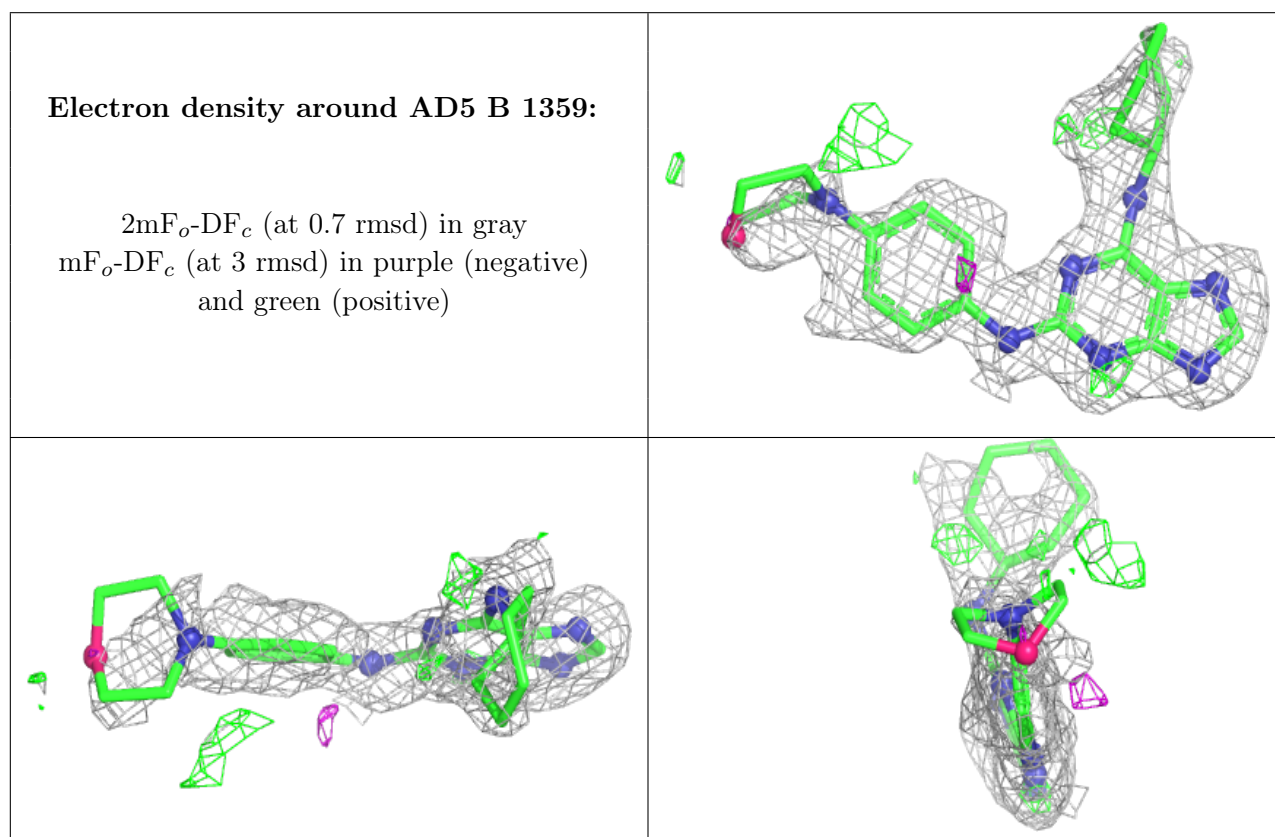 Electron density around AD5 B 1359:
2mFₒ-DF𝒸 (at 0.7 rmsd) in gray
mFₒ-DF𝒸 (at 3 rmsd) in purple (negative)
and green (positive)